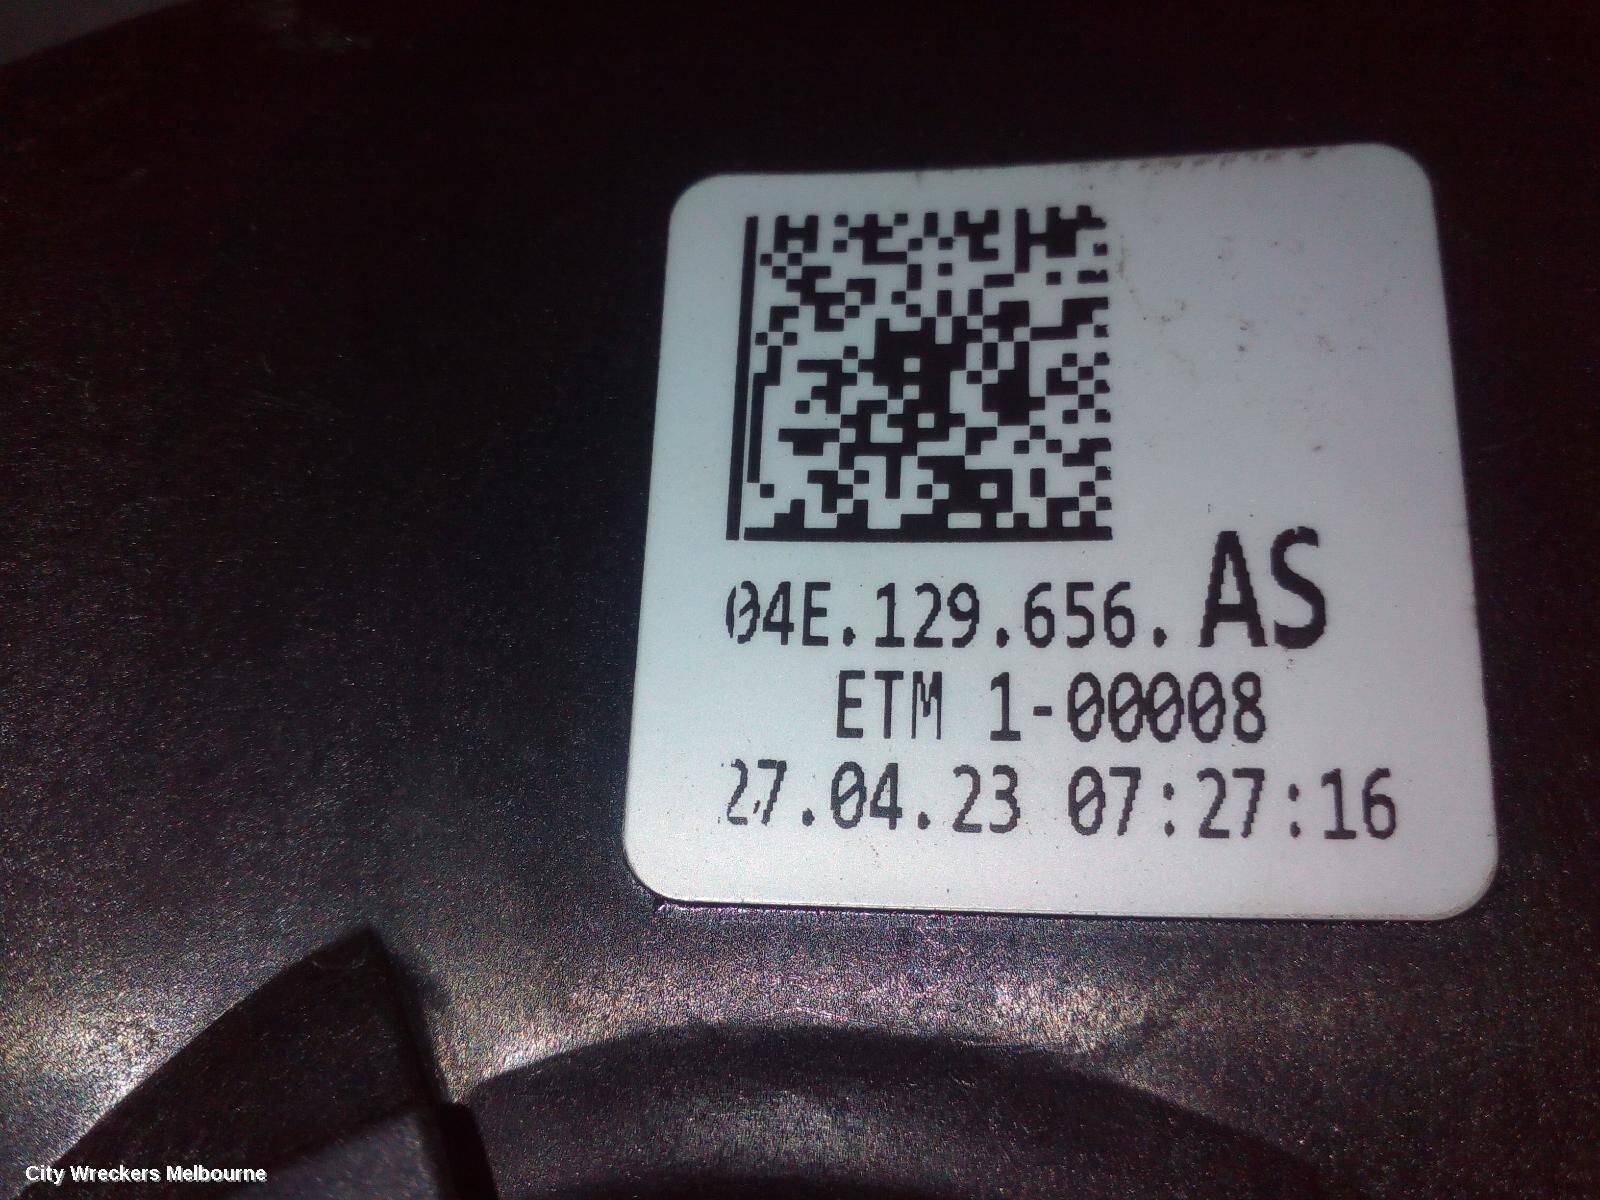 04E.129.656.AS
ETM 1-00008
27.04.23 07:27:16
City Wreckers Melbourne